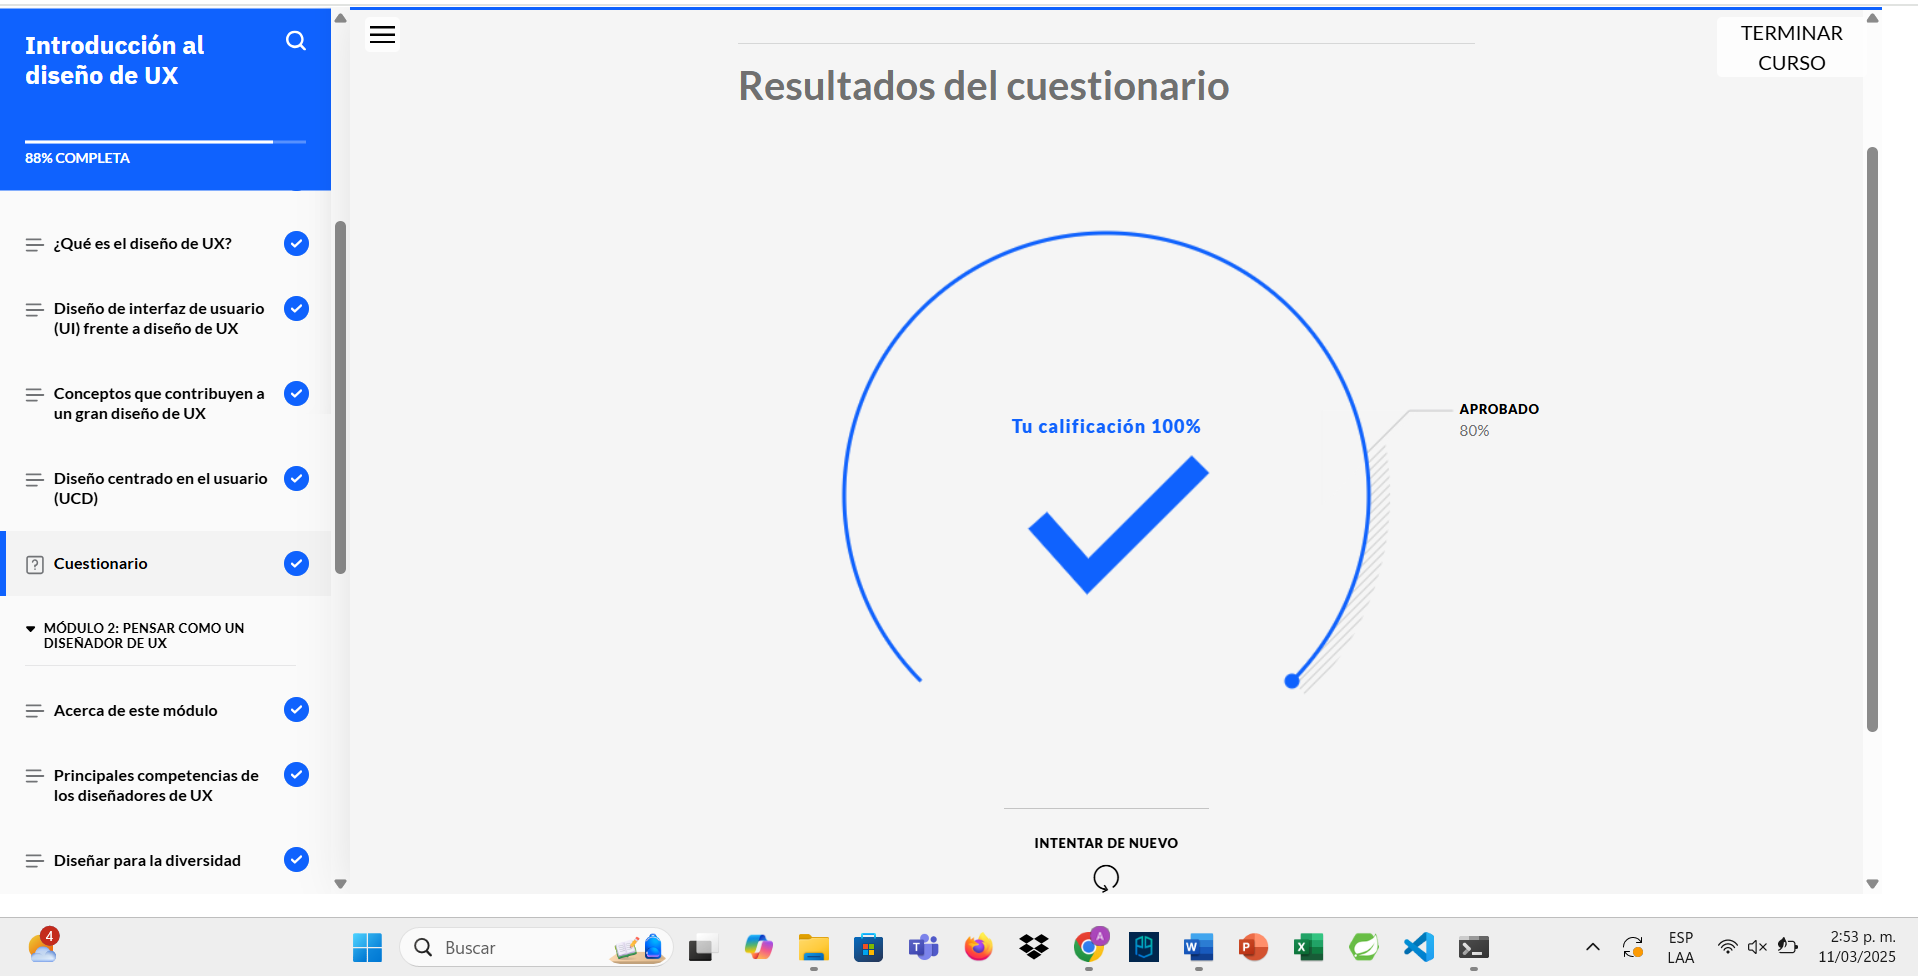 Introducción al
diseño de UX
88% COMPLETA
¿Qué es el diseño de UX?
Diseño de interfaz de usuario
(UI) frente a diseño de UX
Conceptos que contribuyen a
un gran diseño de UX
Diseño centrado en el usuario
(UCD)
Cuestionario
MÓDULO 2: PENSAR COMO UN
DISEÑADOR DE UX
Acerca de este módulo
Principales competencias de
los diseñadores de UX
Diseñar para la diversidad
TERMINAR
CURSO
Resultados del cuestionario
Tu calificación 100%
APROBADO
80%
INTENTAR DE NUEVO
4
Buscar
A
ESP
LAA
2:53 p. m.
11/03/2025